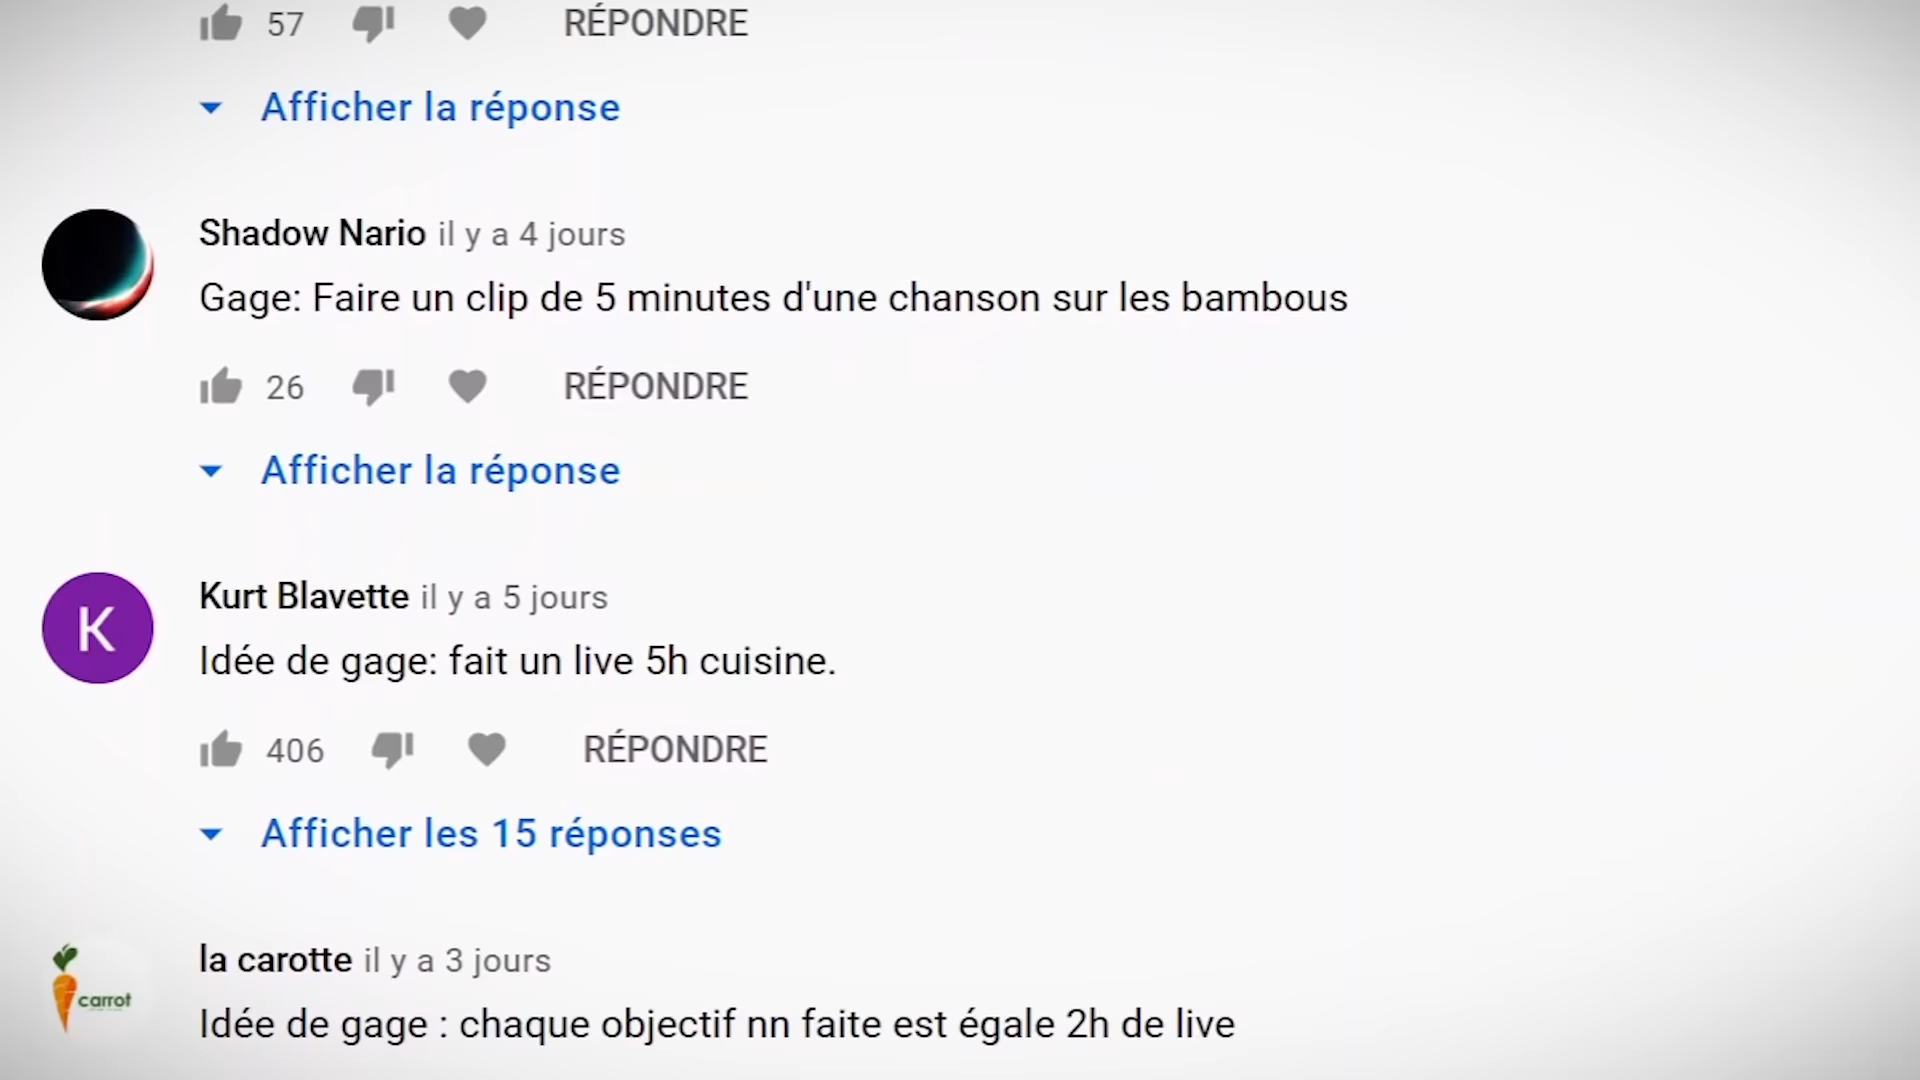 57 RÉPONDRE
Afficher la réponse
Shadow Nario il y a 4 jours
Gage: Faire un clip de 5 minutes d'une chanson sur les bambous
26 RÉPONDRE
Afficher la réponse
K
Kurt Blavette il y a 5 jours
Idée de gage: fait un live 5h cuisine.
406 RÉPONDRE
Afficher les 15 réponses
la carotte il y a 3 jours
carrot
Idée de gage : chaque objectif nn faite est égale 2h de live